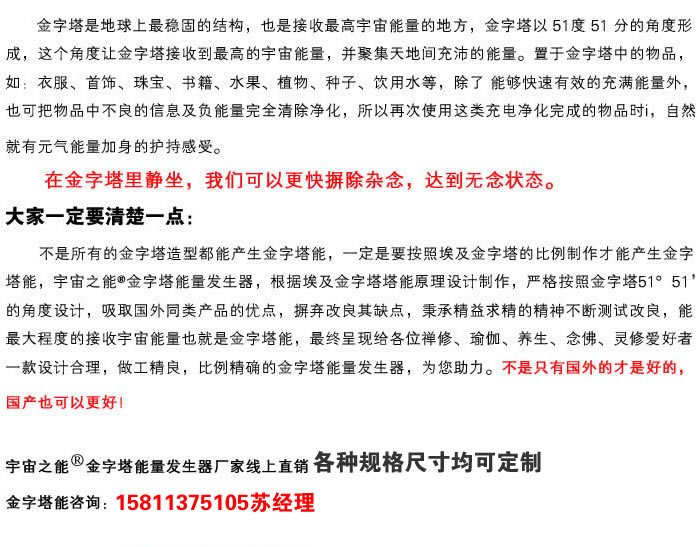 金字塔是地球上最稳固的结构，也是接收最高宇宙能量的地方，金字塔以 51度 51 分的角度形
成，这个角度让金字塔接收到最高的宇宙能量，并聚集天地间充沛的能量。置于金字塔中的物品，
如：衣服、首饰、珠宝、书籍、水果、植物、种子、饮用水等，除了 能够快速有效的充满能量外，
也可把物品中不良的信息及负能量完全清除净化，所以再次使用这类充电净化完成的物品时i，自然
就有元气能量加身的护持感受。
在金字塔里静坐，我们可以更快摒除杂念，达到无念状态。
大家一定要清楚一点：
不是所有的金字塔造型都能产生金字塔能，一定是要按照埃及金字塔的比例制作才能产生金字
塔能，宇宙之能®金字塔能量发生器，根据埃及金字塔塔能原理设计制作，严格按照金字塔51°51’
的角度设计，吸取国外同类产品的优点，摒弃改良其缺点，秉承精益求精的精神不断测试改良，能
最大程度的接收宇宙能量也就是金字塔能，最终呈现给各位禅修、瑜伽、养生、念佛、灵修爱好者
一款设计合理，做工精良，比例精确的金字塔能量发生器，为您助力。不是只有国外的才是好的，
国产也可以更好！
宇宙之能®金字塔能量发生器厂家线上直销 各种规格尺寸均可定制
金字塔能咨询：15811375105苏经理